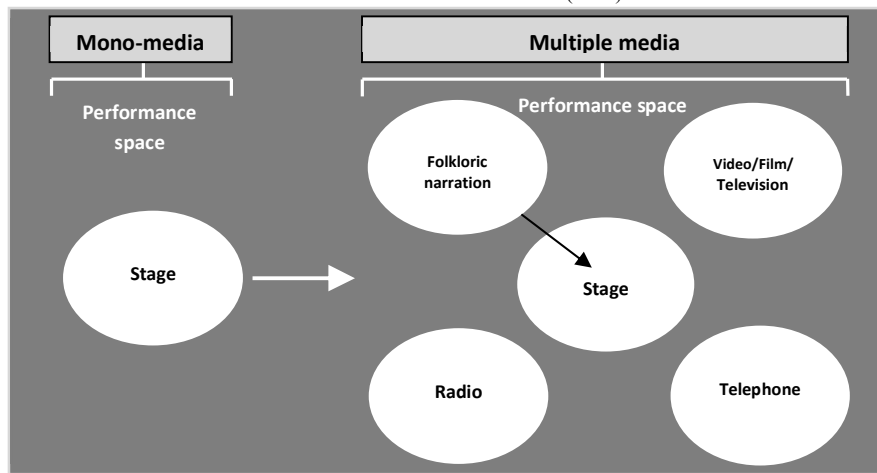 Mono-media
Multiple media
Performance
space
Performance space
Folkloric
narration
Video/Film/
Television
Stage
Stage
Radio
Telephone